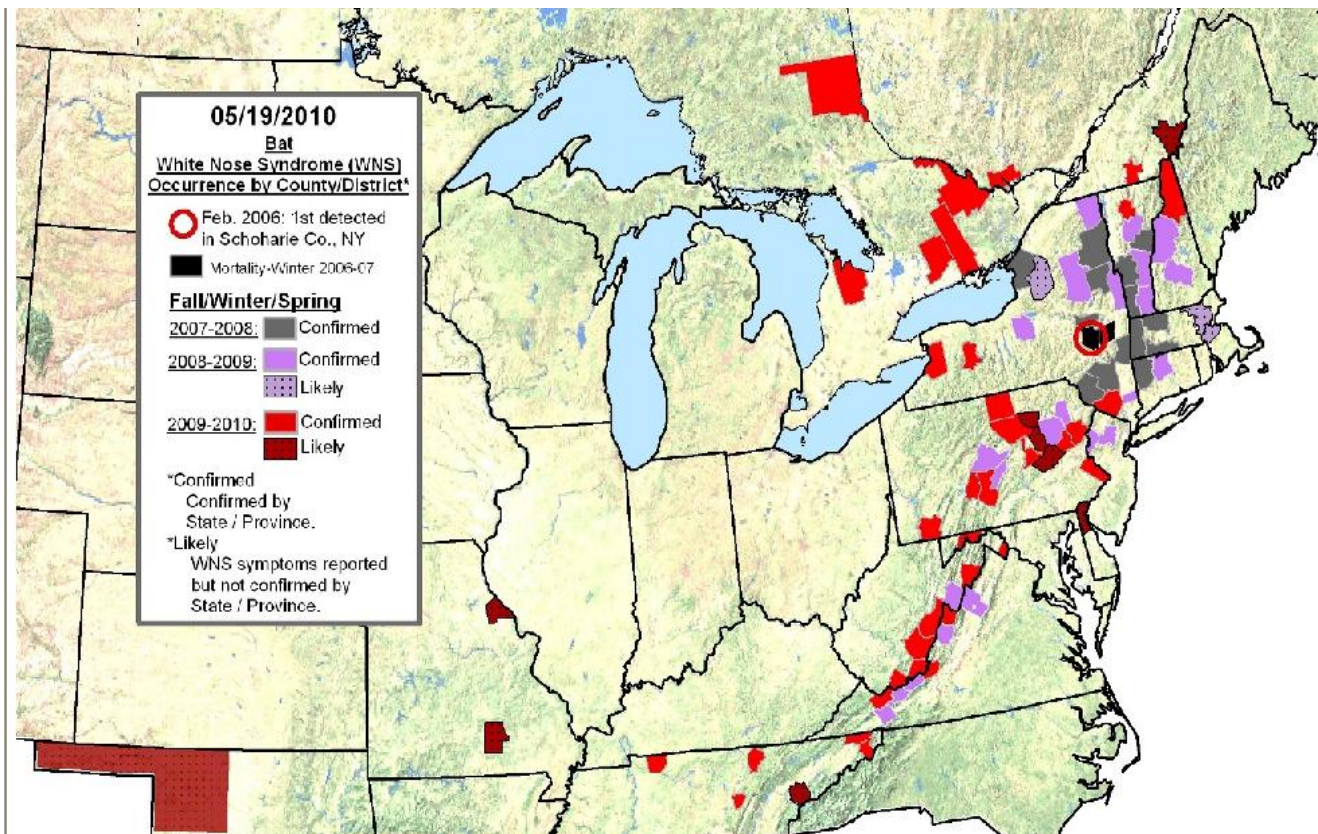 05/19/2010
Bat
White Nose Syndrome (WNS)
Occurrence by County/District*
Feb. 2006: 1st detected
in Schoharie Co., NY
Mortality-Winter 2006-07
Fall/Winter/Spring
2007-2008: Confirmed
2008-2009: Confirmed
Likely
2009-2010: Confirmed
Likely
*Confirmed
Confirmed by
State / Province.
*Likely
WNS symptoms reported
but not confirmed by
State / Province.